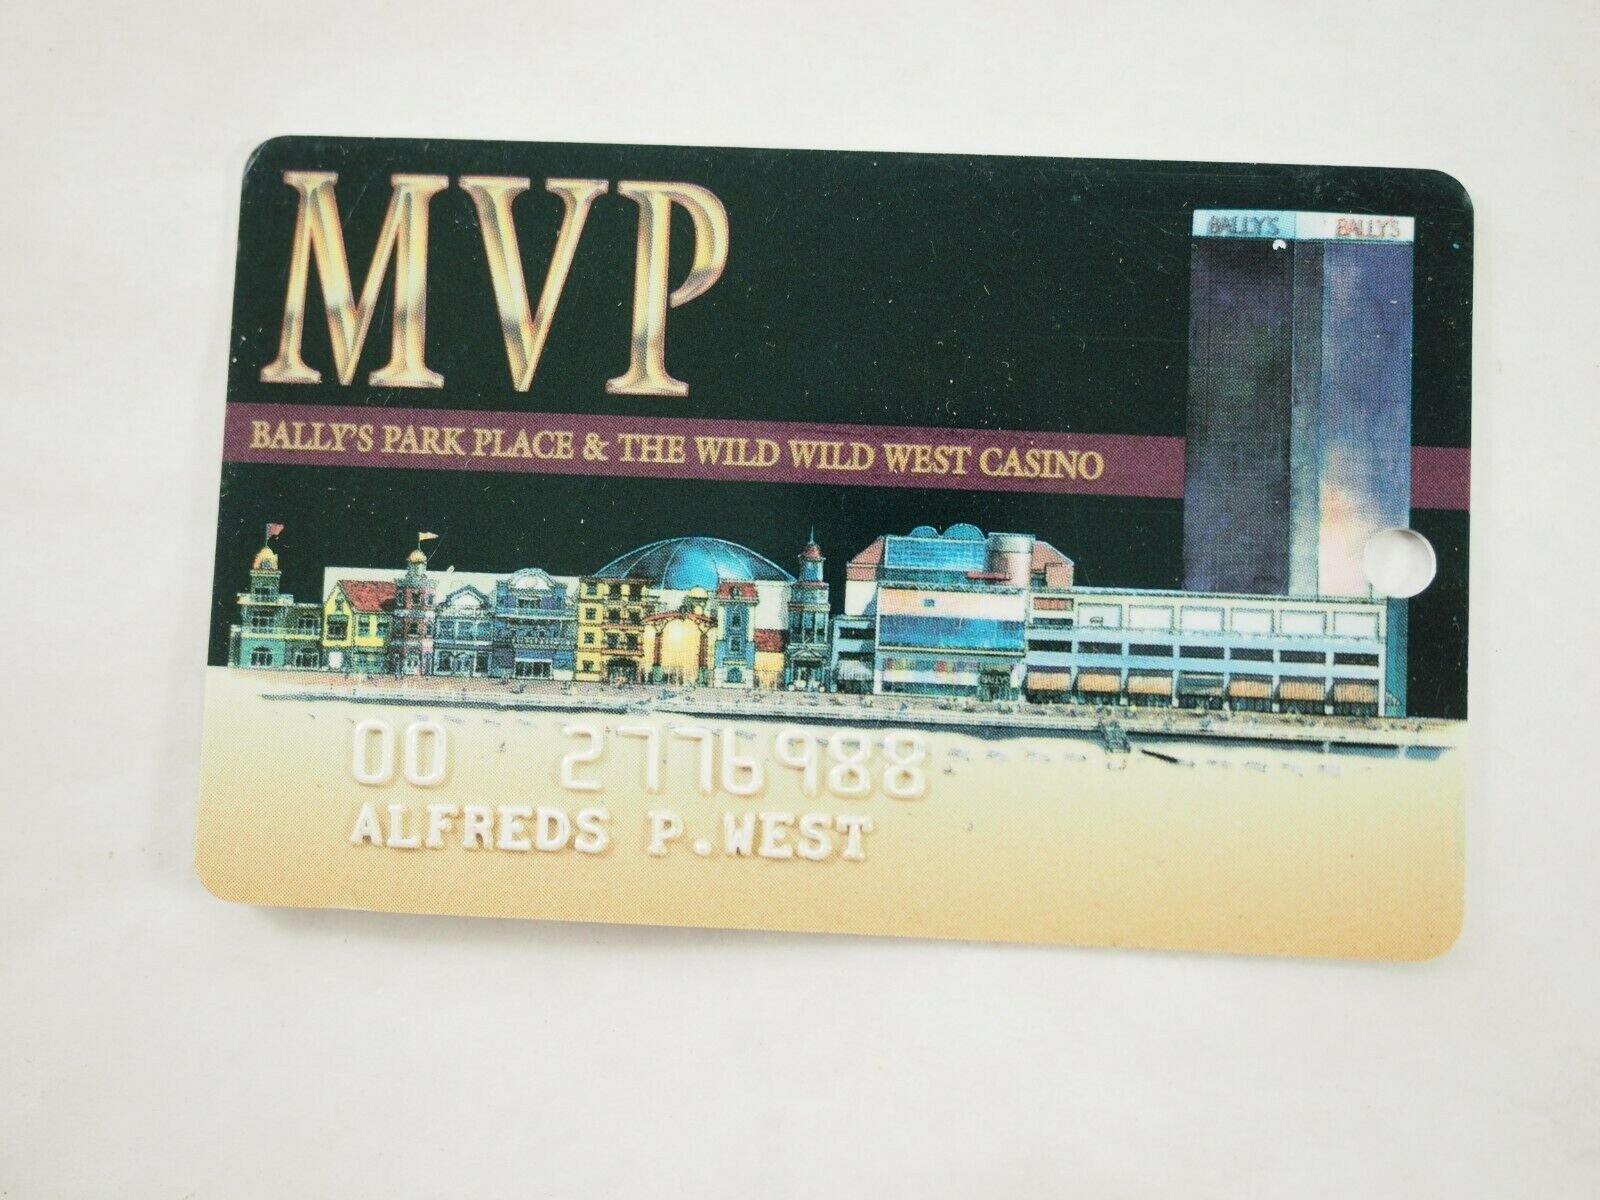 MVP
BALLY'S BALLY'S
BALLY'S PARK PLACE & THE WILD WILD WEST CASINO
00 2776988
ALFREDS P.WEST